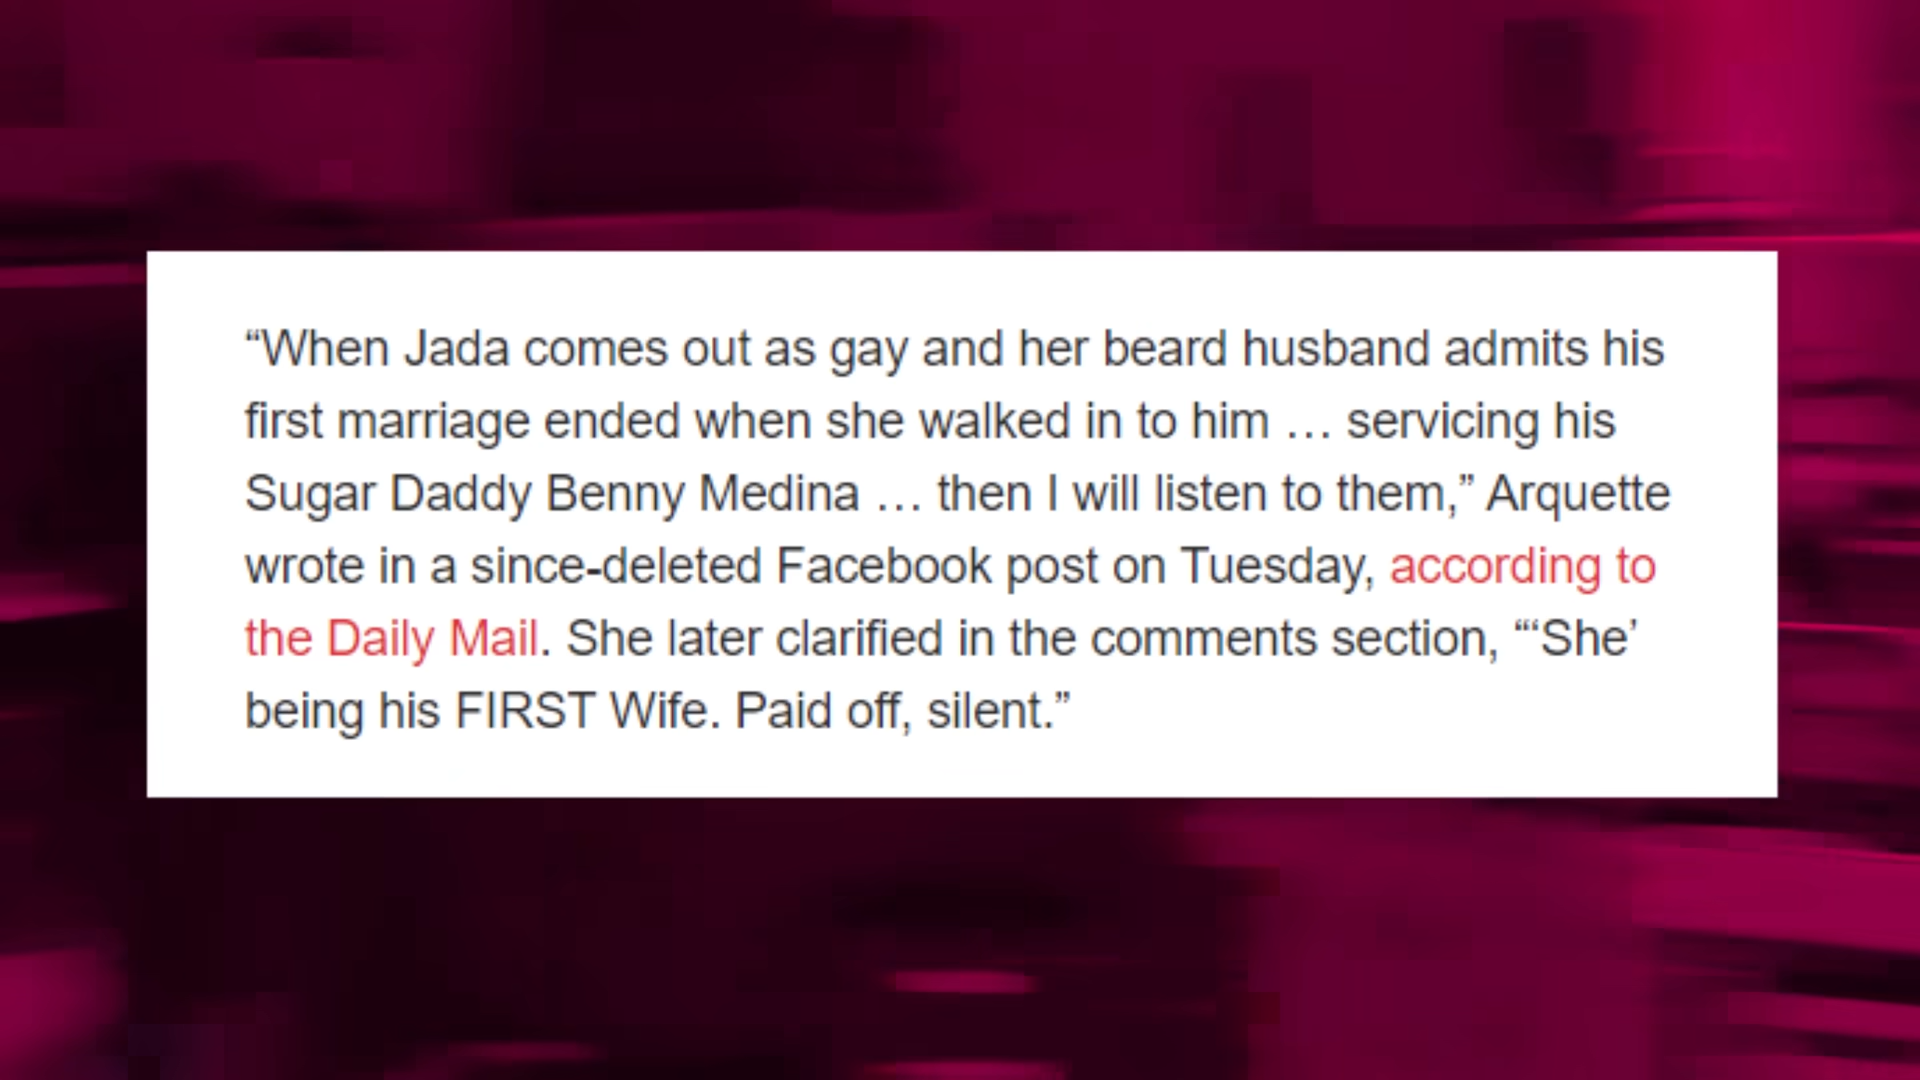 “When Jada comes out as gay and her beard husband admits his
first marriage ended when she walked in to him … servicing his
Sugar Daddy Benny Medina … then I will listen to them,” Arquette
wrote in a since-deleted Facebook post on Tuesday, according to
the Daily Mail. She later clarified in the comments section, “‘She’
being his FIRST Wife. Paid off, silent.”